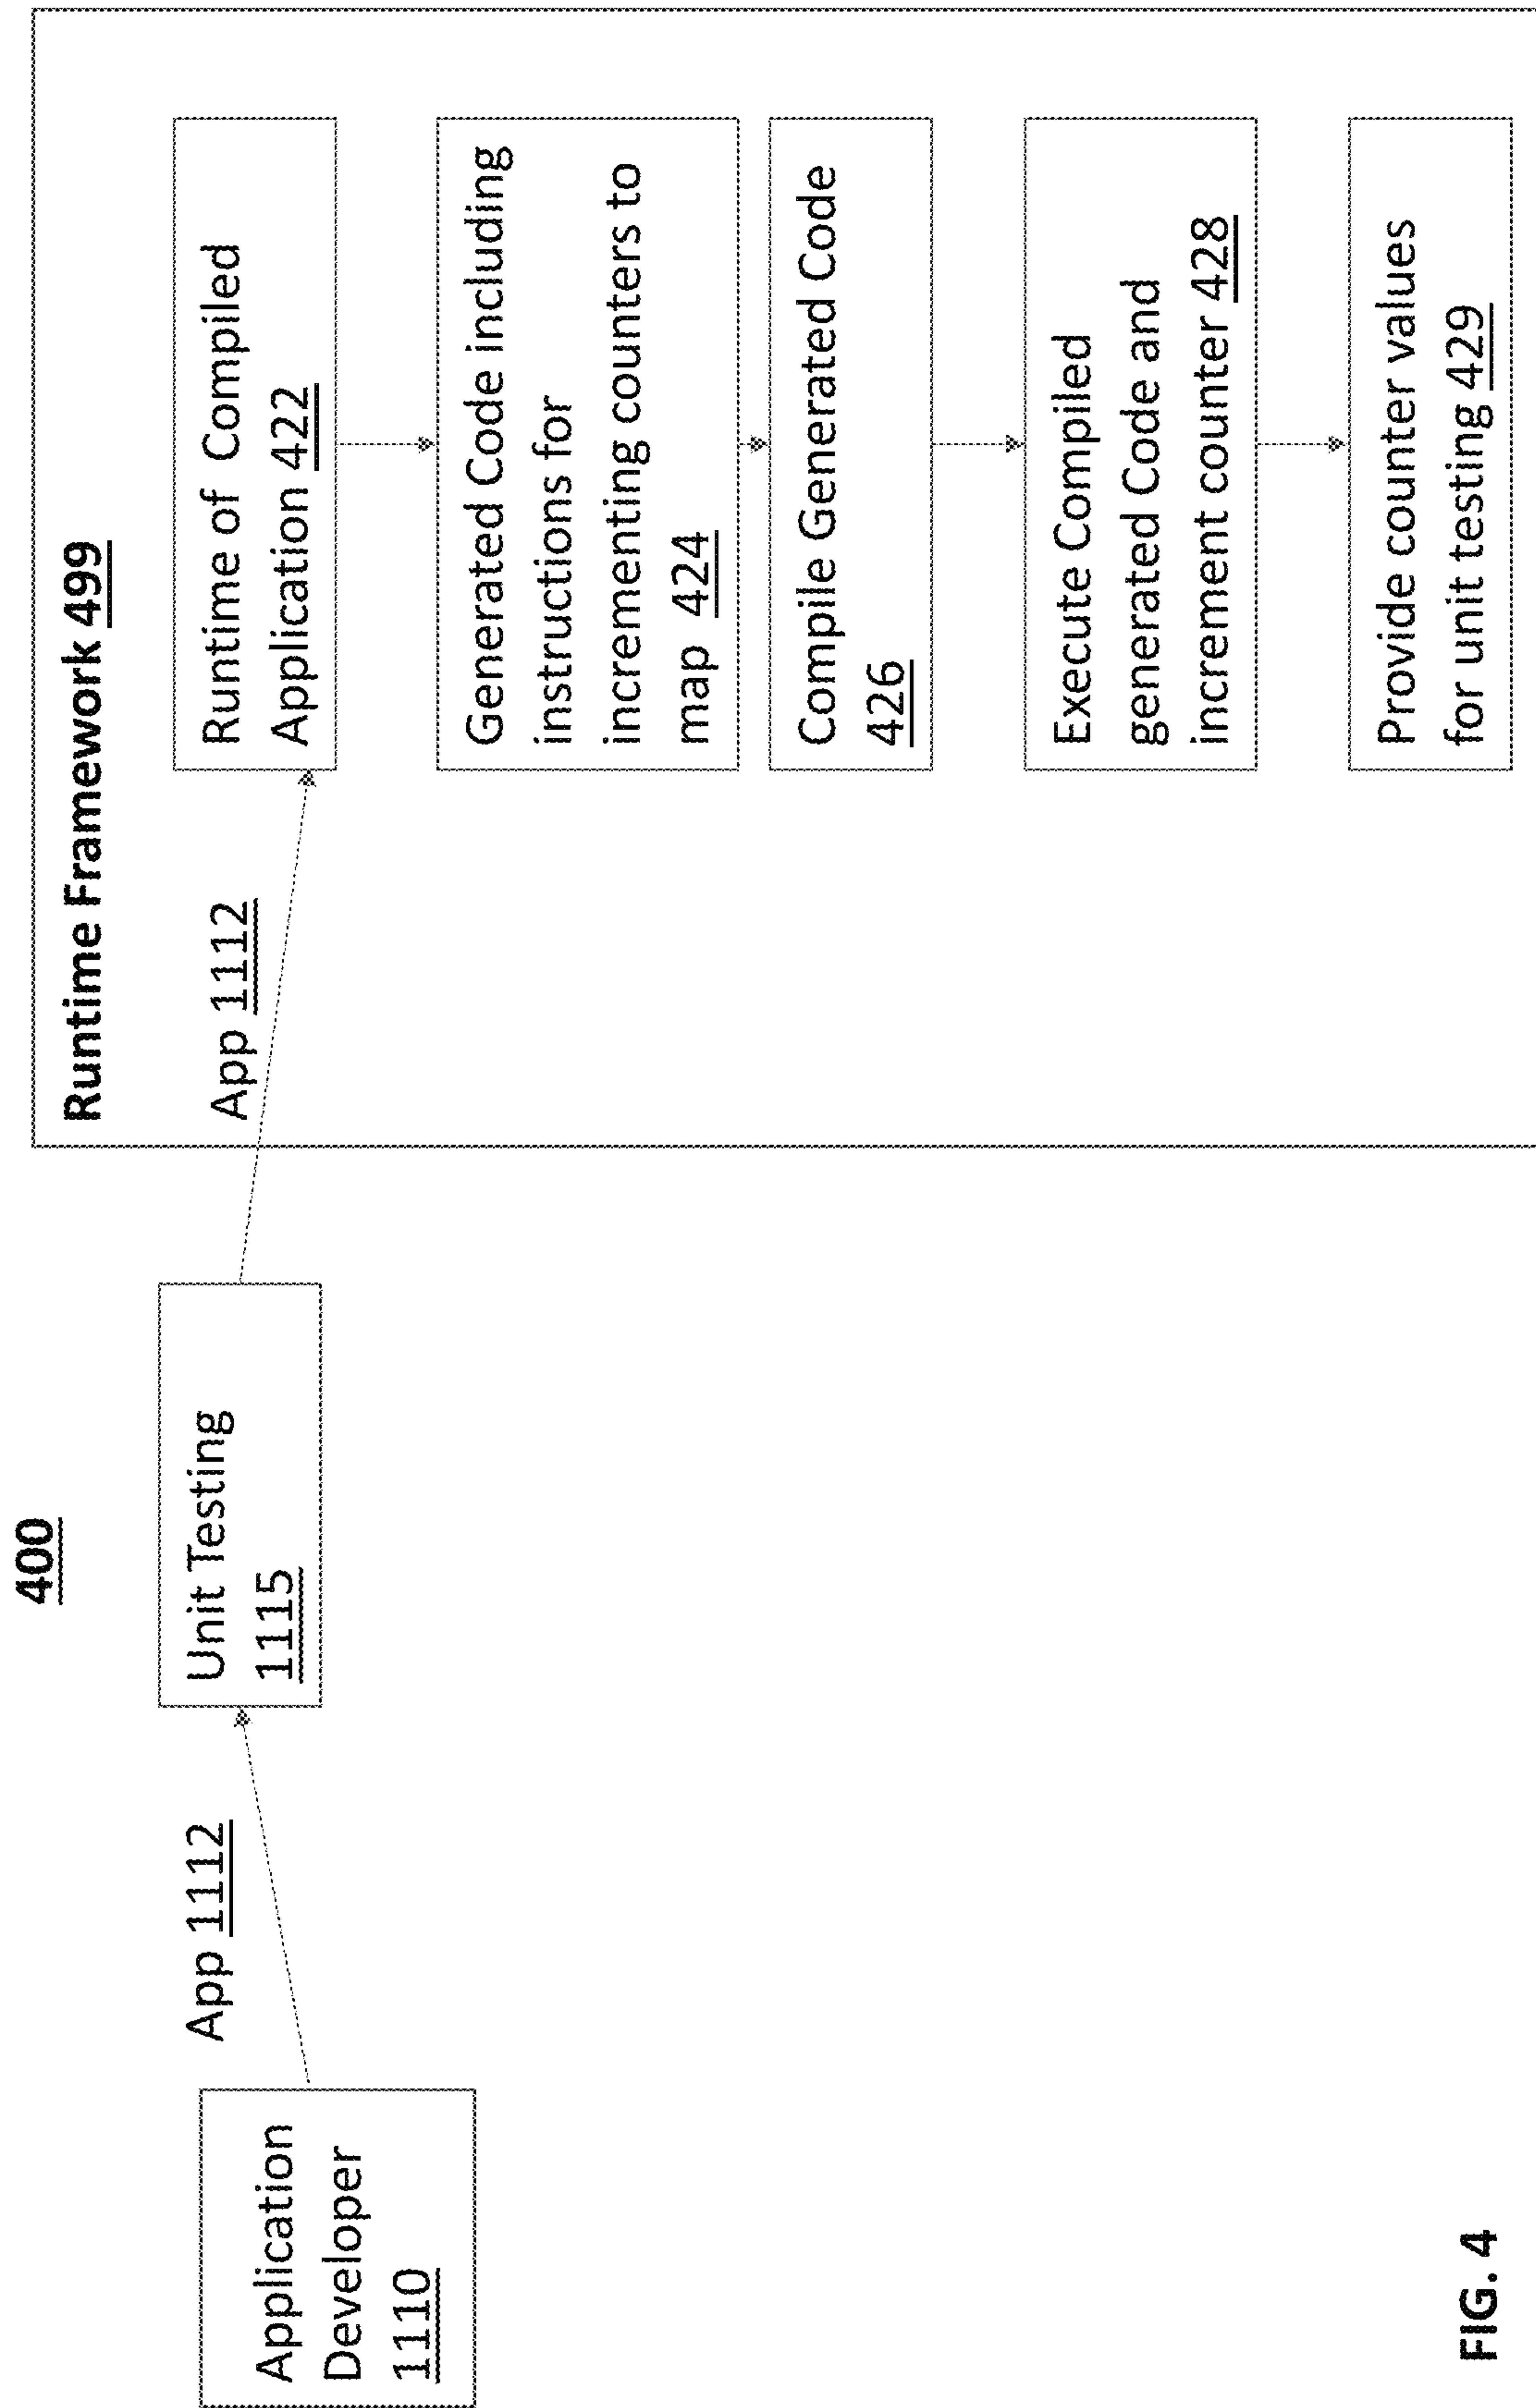 400
Application
Developer
1110
App 1112
Unit Testing
1115
Runtime Framework 499
App 1112
Runtime of Compiled
Application 422
Generated Code including
instructions for
incrementing counters to
map 424
Compile Generated Code
426
Execute Compiled
generated Code and
increment counter 428
Provide counter values
for unit testing 429
FIG. 4